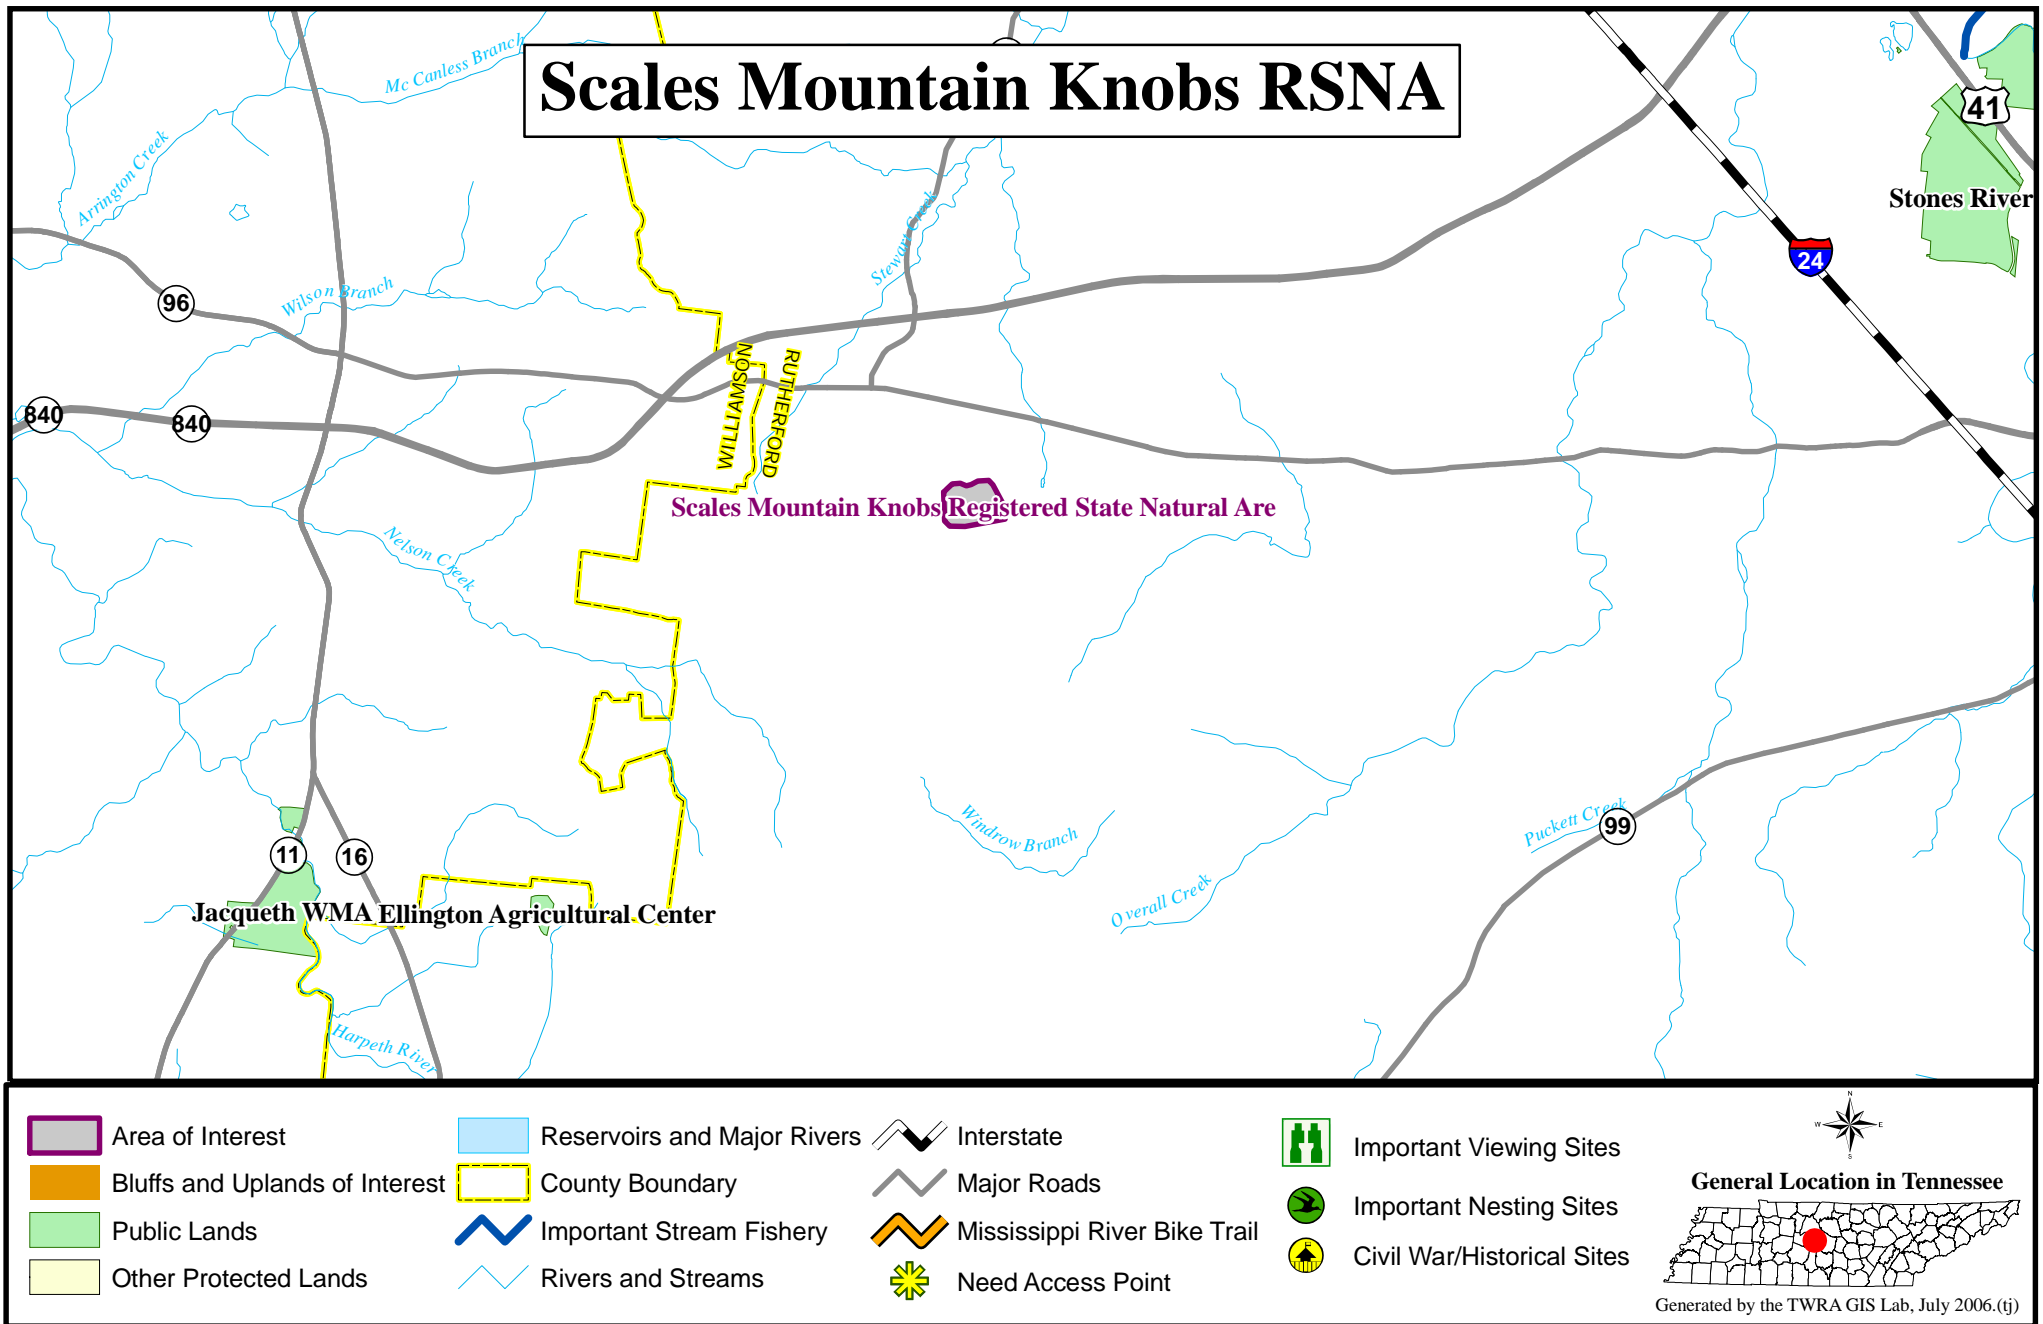 Scales Mountain Knobs RSNA
Mc Canless Branch
41
Arrington Creek
Stones River
Stewart Creek
24
Wilson Branch
96
WILLIAMSON
RUTHERFORD
840
840
Scales Mountain Knobs Registered State Natural Are
Nelson Creek
Windrow Branch
Puckett Creek
99
11
16
Overall Creek
Jacqueth WMA
Ellington Agricultural Center
Harpeth River
Area of Interest
Bluffs and Uplands of Interest
Public Lands
Other Protected Lands
Reservoirs and Major Rivers
County Boundary
Important Stream Fishery
Rivers and Streams
Interstate
Major Roads
Mississippi River Bike Trail
Need Access Point
Important Viewing Sites
Important Nesting Sites
Civil War/Historical Sites
N
W
E
S
General Location in Tennessee
Generated by the TWRA GIS Lab, July 2006.(tj)